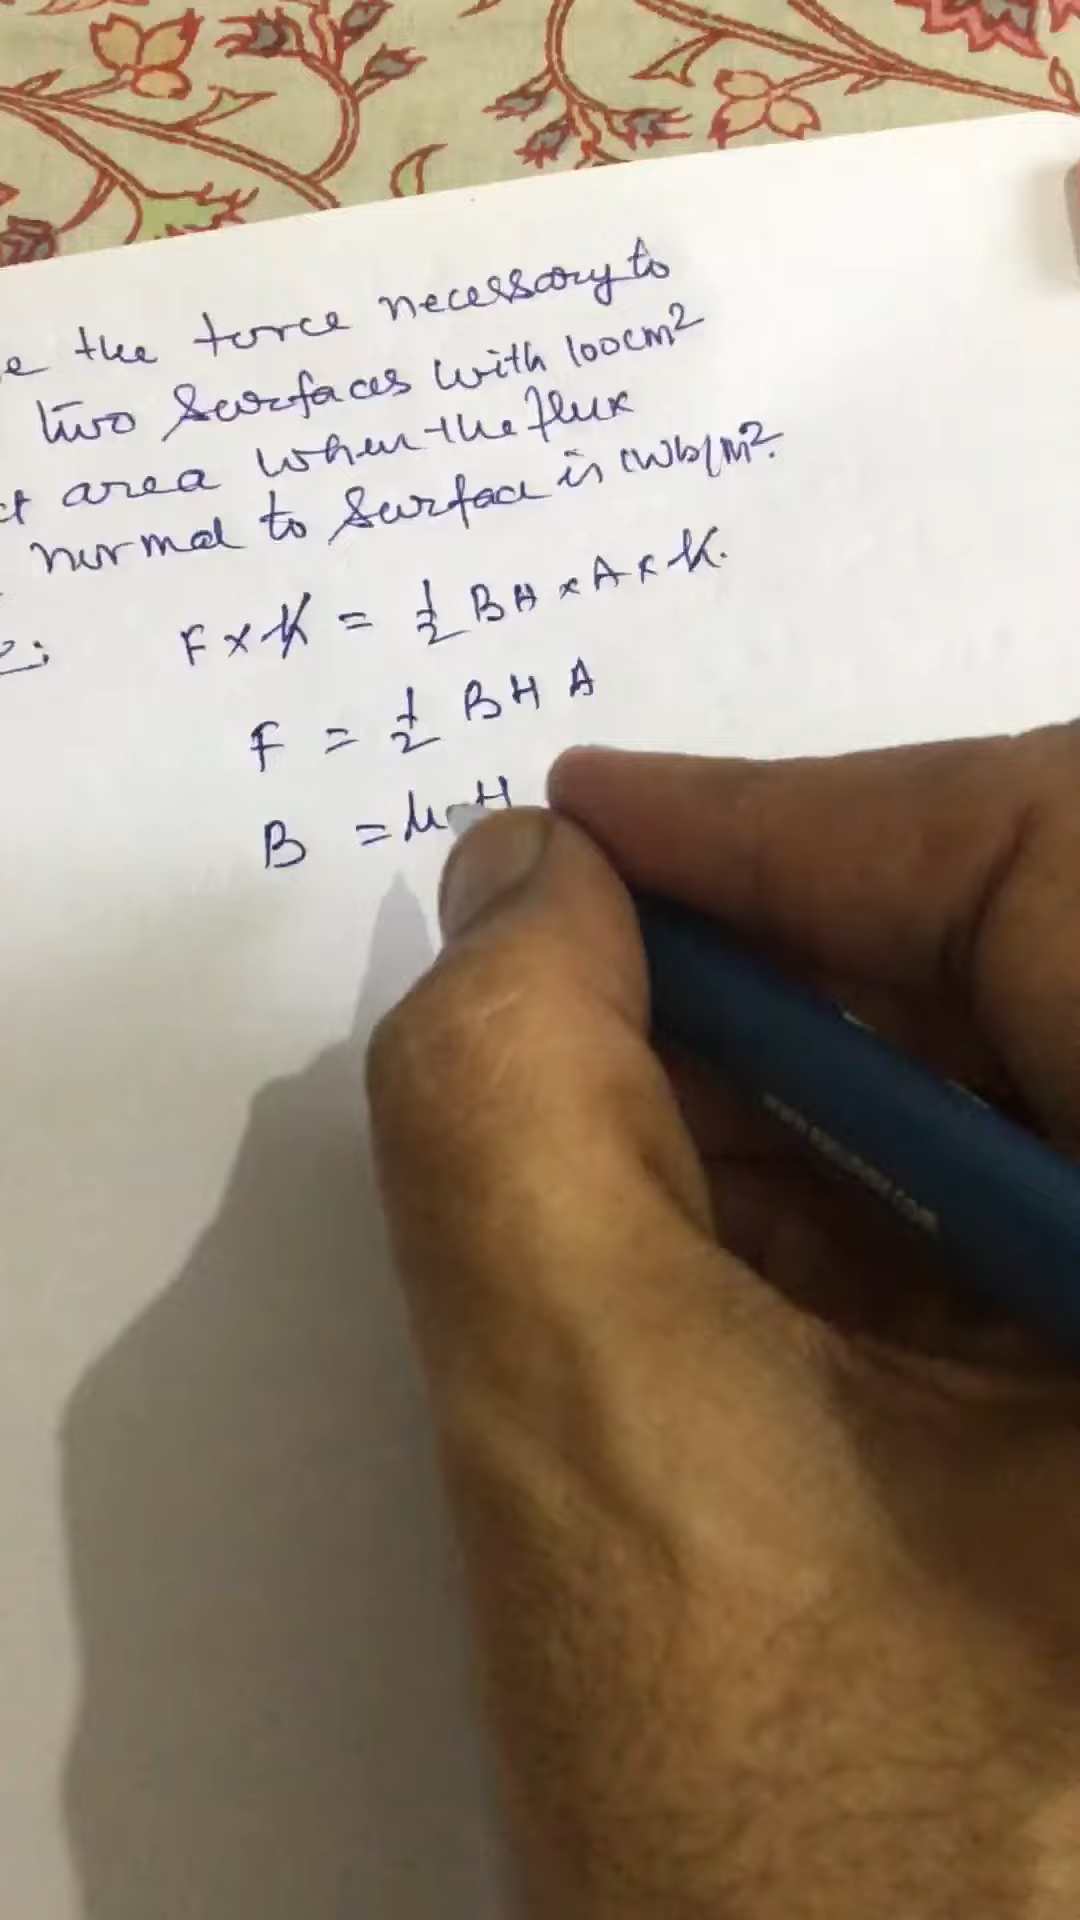 e the force necessary to
two Surfaces with 100cm²
ct area when the flux
normal to Surface is 1Wb/m².
F x X = 1/2 BH x A x X.
F = 1/2 BH A
B = μ H